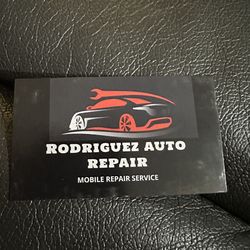 RODRIGUEZ AUTO
REPAIR
MOBILE REPAIR SERVICE